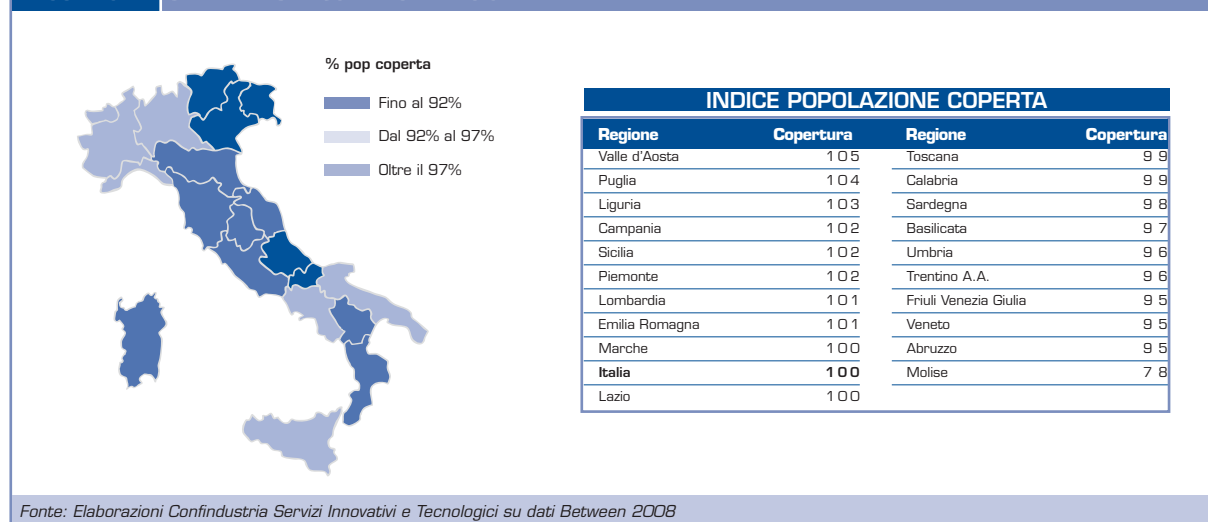 % pop coperta
Fino al 92%
Dal 92% al 97%
Oltre il 97%
INDICE POPOLAZIONE COPERTA
Regione Copertura Regione Copertura
Valle d'Aosta 105 Toscana 99
Puglia 104 Calabria 99
Liguria 103 Sardegna 98
Campania 102 Basilicata 97
Sicilia 102 Umbria 96
Piemonte 102 Trentino A.A. 96
Lombardia 101 Friuli Venezia Giulia 95
Emilia Romagna 101 Veneto 95
Marche 100 Abruzzo 95
Italia 100 Molise 78
Lazio 100
Fonte: Elaborazioni Confindustria Servizi Innovativi e Tecnologici su dati Between 2008